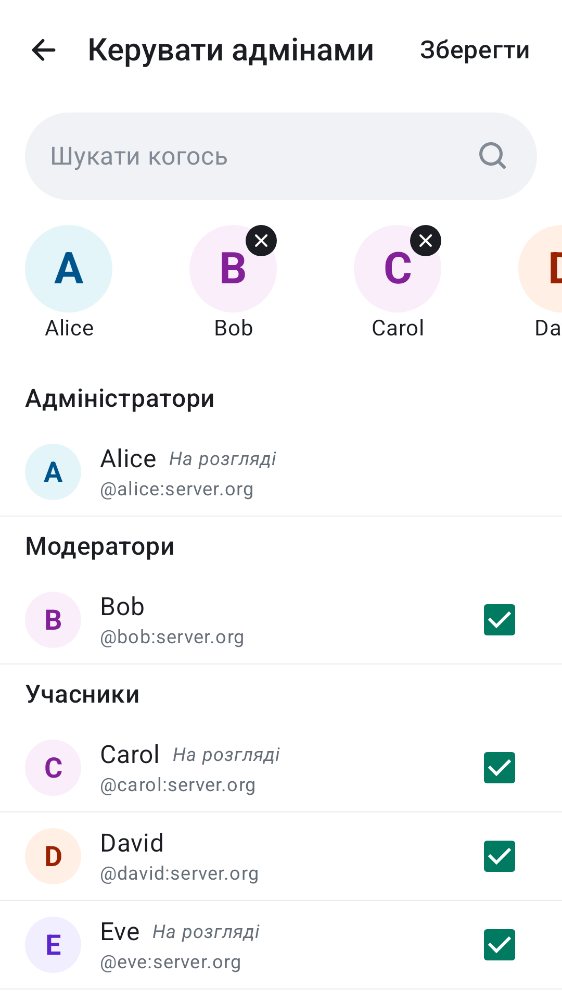 Керувати адмінами Зберегти
Шукати когось
A B C D
Alice Bob Carol Da
Адміністратори
A Alice На розгляді
@alice:server.org
Модератори
B Bob
@bob:server.org
Учасники
C Carol На розгляді
@carol:server.org
D David
@david:server.org
E Eve На розгляді
@eve:server.org